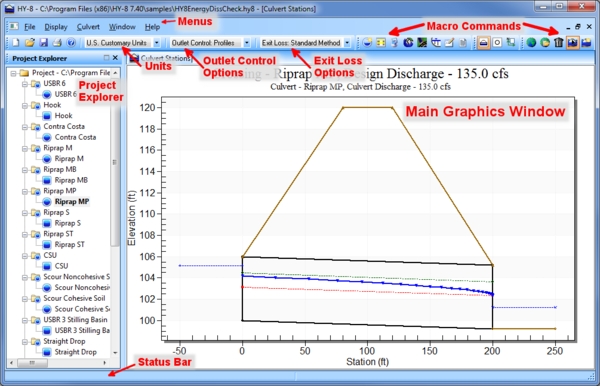 HY-8 - C:\Program Files (x86)\HY-8 7.40\samples\HY8EnergyDissCheck.hy8 - [Culvert Stations]
File Display Culvert Window Help
Menus
Macro Commands
U.S. Customary Units
Outlet Control: Profiles
Exit Loss: Standard Method
Units
Outlet Control
Options
Exit Loss
Options
Project Explorer
Project - C:\Program File
USBR 6
USBR 6
Hook
Hook
Contra Costa
Contra Costa
Riprap M
Riprap M
Riprap MB
Riprap MB
Riprap MP
Riprap MP
Riprap S
Riprap S
Riprap ST
Riprap ST
CSU
CSU
Scour Noncohesive S
Scour Noncohesi
Scour Cohesive Soil
Scour Cohesive S
USBR 3 Stilling Basin
USBR 3 Stilling
Straight Drop
Straight Drop
Project
Explorer
Culvert Stations
ng - Riprap
esign Discharge - 135.0 cfs
Culvert - Riprap MP, Culvert Discharge - 135.0 cfs
Main Graphics Window
Elevation (ft)
120
118
116
114
112
110
108
106
104
102
100
-50 0 50 100 150 200 250
Station (ft)
Status Bar